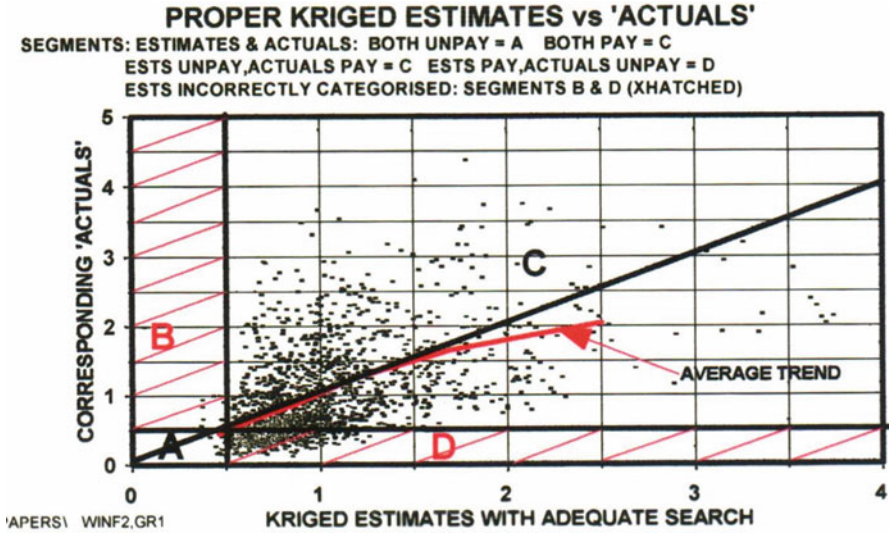 PROPER KRIGED ESTIMATES vs 'ACTUALS'
SEGMENTS: ESTIMATES & ACTUALS: BOTH UNPAY = A BOTH PAY = C
ESTS UNPAY,ACTUALS PAY = C ESTS PAY,ACTUALS UNPAY = D
ESTS INCORRECTLY CATEGORISED: SEGMENTS B & D (XHATCHED)
CORRESPONDING 'ACTUALS'
5
4
3
2
1
0
B
C
A
D
AVERAGE TREND
0 1 2 3 4
KRIGED ESTIMATES WITH ADEQUATE SEARCH
'APERS\ WINF2,GR1